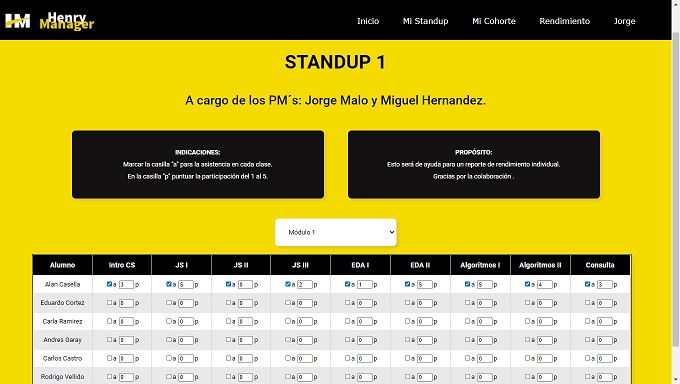 HM Henry Manager
Inicio Mi Standup Mi Cohorte Rendimiento Jorge
STANDUP 1
A cargo de los PM´s: Jorge Malo y Miguel Hernandez.
INDICACIONES:
Marcar la casilla "a" para la asistencia en cada clase.
En la casilla "p" puntuar la participación del 1 al 5.
PROPÓSITO:
Esto será de ayuda para un reporte de rendimiento individual.
Gracias por la colaboración .
Módulo 1
Alumno Intro CS JS I JS II JS III EDA I EDA II Algoritmos I Algoritmos II Consulta
Alan Casella a 3 p a 5 p a 0 p a 2 p a 1 p a 5 p a 5 p a 4 p a 3 p
Eduardo Cortez a 0 p a 0 p a 0 p a 0 p a 0 p a 0 p a 0 p a 0 p a 0 p
Carla Ramirez a 0 p a 0 p a 0 p a 0 p a 0 p a 0 p a 0 p a 0 p a 0 p
Andres Garay a 0 p a 0 p a 0 p a 0 p a 0 p a 0 p a 0 p a 0 p a 0 p
Carlos Castro a 0 p a 0 p a 0 p a 0 p a 0 p a 0 p a 0 p a 0 p a 0 p
Rodrigo Vellido a 0 p a 0 p a 0 p a 0 p a 0 p a 0 p a 0 p a 0 p a 0 p